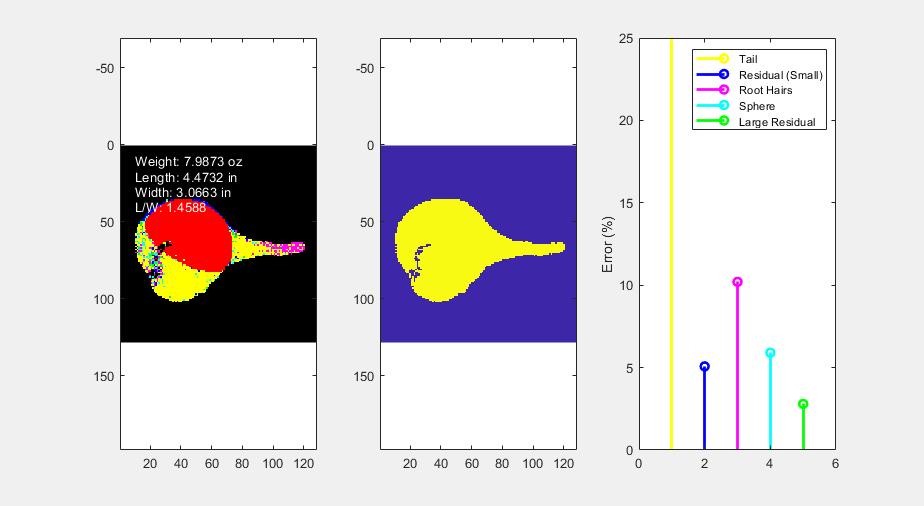 -50
0
50
100
150
20 40 60 80 100 120
Weight: 7.9873 oz
Length: 4.4732 in
Width: 3.0663 in
L/W: 1.4588
-50
0
50
100
150
20 40 60 80 100 120
Error (%)
25
20
15
10
5
0
0 2 4 6
Tail
Residual (Small)
Root Hairs
Sphere
Large Residual